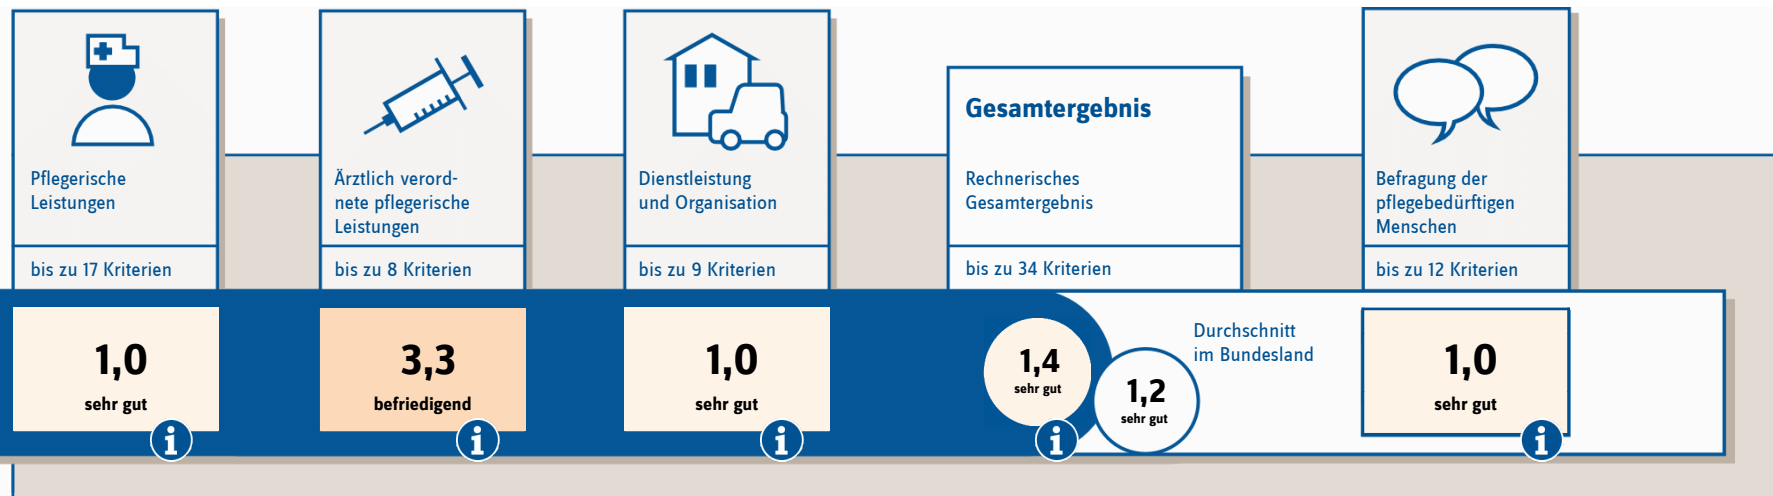 Pflegerische
Leistungen
bis zu 17 Kriterien
1,0
sehr gut
i
Ärztlich verord-
nete pflegerische
Leistungen
bis zu 8 Kriterien
3,3
befriedigend
i
Dienstleistung
und Organisation
bis zu 9 Kriterien
1,0
sehr gut
i
Gesamtergebnis
Rechnerisches
Gesamtergebnis
bis zu 34 Kriterien
1,4
sehr gut
i
1,2
sehr gut
Durchschnitt
im Bundesland
Befragung der
pflegebedürftigen
Menschen
bis zu 12 Kriterien
1,0
sehr gut
i